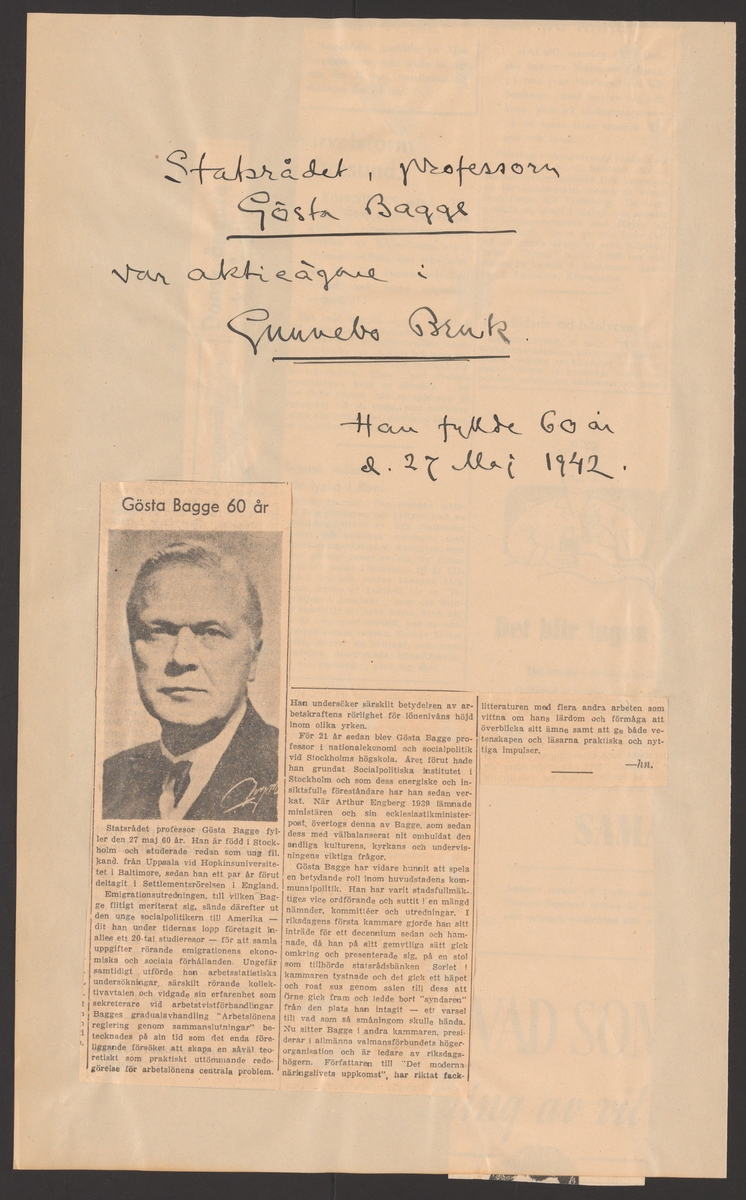 Statsrådet, professorn
Gösta Bagge
var aktieägare i
Gunnebo Bruk.
Han fyllde 60 år
d. 27 Maj 1942.
Gösta Bagge 60 år
Statsrådet professor Gösta Bagge fyl-
ler den 27 maj 60 år. Han är född i Stock-
holm och studerade redan som ung fil.
kand. från Uppsala vid Hopkinsuniversite-
tet i Baltimore, sedan han ett par år förut
deltagit i Settlementsrörelsen i England.
Emigrationsutredningen, till vilken Bag-
ge flitigt meriterat sig, sände därefter ut
den unge socialpolitikern till Amerika —
dit han under tidernas lopp företagit in-
alles ett 20-tal studieresor — för att samla
uppgifter rörande emigrationens ekono-
miska och sociala förhållanden. Ungefär
samtidigt utförde han arbetsstatistiska
undersökningar, särskilt rörande kollek-
tivavtalen och vidgade sin erfarenhet som
sekreterare vid arbetstvistförhandlingar.
Bagges gradualavhandling "Arbetslönens
reglering genom sammanslutningar" be-
tecknades på sin tid som det enda före-
liggande försöket att skapa en såväl teo-
retiskt som praktiskt uttömmande redo-
görelse för arbetslönens centrala problem.
Han undersöker särskilt betydelsen av ar-
betskraftens rörlighet för lönenivåns höjd
inom olika yrken.
För 21 år sedan blev Gösta Bagge pro-
fessor i nationalekonomi och socialpolitik
vid Stockholms högskola. Året förut hade
han grundat Socialpolitiska institutet i
Stockholm och som dess energiske och in-
siktsfulle föreståndare har han sedan ver-
kat. När Arthur Engberg 1939 lämnade
ministären och sin ecklesiastikminister-
post, övertogs denna av Bagge, som sedan
dess med välbalanserat nit omhuldat den
andliga kulturens, kyrkans och undervis-
ningens viktiga frågor.
Gösta Bagge har vidare hunnit att spela
en betydande roll inom huvudstadens kom-
munalpolitik. Han har varit stadsfullmäk-
tiges vice ordförande och suttit i en mängd
nämnder, kommittéer och utredningar. I
riksdagens första kammare gjorde han sitt
inträde för ett decennium sedan och ham-
nade, då han på sitt gemytliga sätt gick
omkring och presenterade sig, på en stol
som tillhörde statsrådsbänken. Sorlet i
kammaren tystnade och det gick ett häpet
och roat sus genom salen till dess att
Örne gick fram och ledde bort "syndaren"
från den plats han intagit — ett varsel
till vad som så småningom skulle hända.
Nu sitter Bagge i andra kammaren, presi-
derar i allmänna valmansförbundets höger-
organisation och är ledare av riksdags-
högern. Författaren till "Det moderna
näringslivets uppkomst", har riktat fack-
litteraturen med flera andra arbeten som
vittna om hans lärdom och förmåga att
överblicka sitt ämne samt att ge både ve-
tenskapen och läsarna praktiska och nyt-
tiga impulser.
—hn.